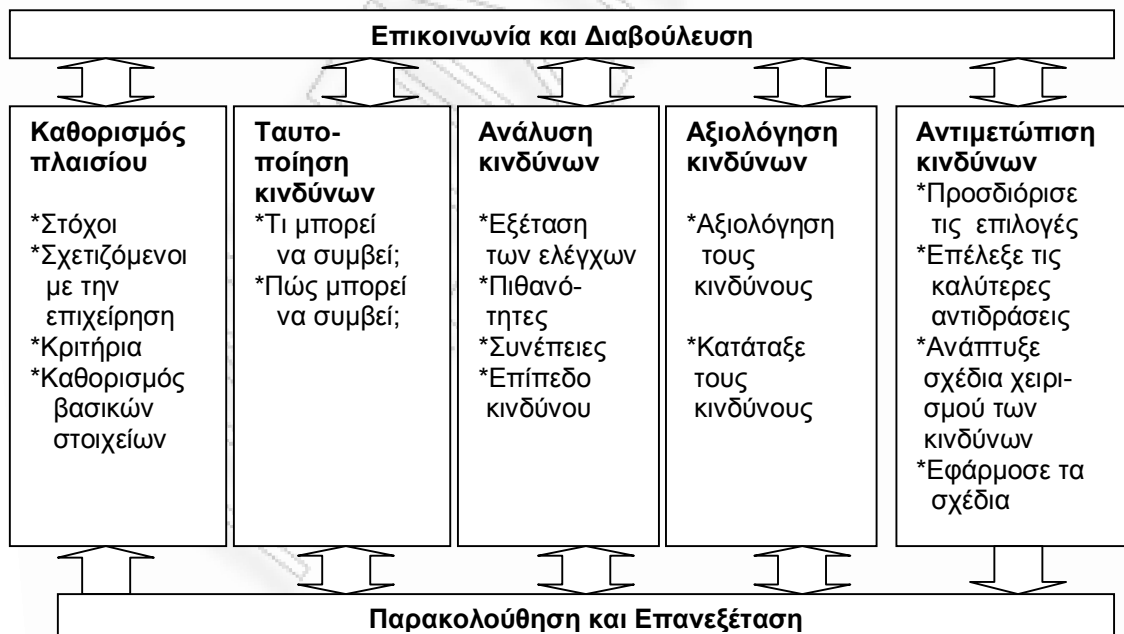 Επικοινωνία και Διαβούλευση
Καθορισμός
πλαισίου
*Στόχοι
*Σχετιζόμενοι
με την
επιχείρηση
*Κριτήρια
*Καθορισμός
βασικών
στοιχείων
Ταυτο-
ποίηση
κινδύνων
*Τι μπορεί
να συμβεί;
*Πώς μπορεί
να συμβεί;
Ανάλυση
κινδύνων
*Εξέταση
των ελέγχων
*Πιθανό-
τητες
*Συνέπειες
*Επίπεδο
κινδύνου
Αξιολόγηση
κινδύνων
*Αξιολόγηση
τους
κινδύνους
*Κατάταξε
τους
κινδύνους
Αντιμετώπιση
κινδύνων
*Προσδιόρισε
τις επιλογές
*Επέλεξε τις
καλύτερες
αντιδράσεις
*Ανάπτυξε
σχέδια χειρι-
σμού των
κινδύνων
*Εφάρμοσε τα
σχέδια
Παρακολούθηση και Επανεξέταση